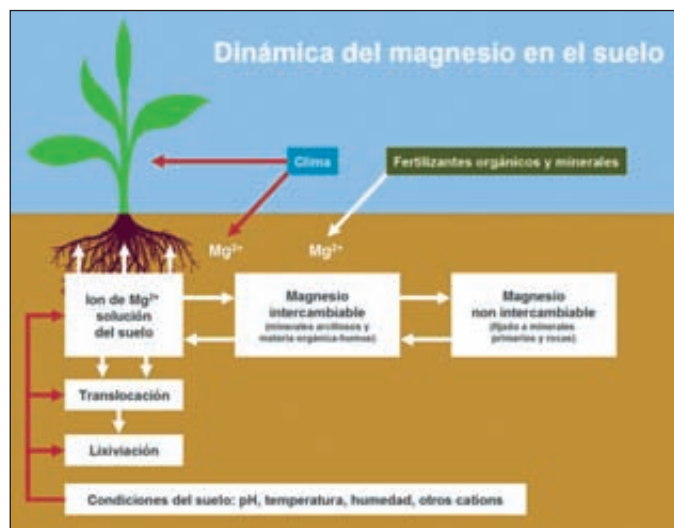 Dinámica del magnesio en el suelo
Clima
Fertilizantes orgánicos y minerales
Mg²⁺
Mg²⁺
Ion de Mg²⁺
solución
del suelo
Magnesio
intercambiable
(minerales arcillosos y
materia orgánica-humus)
Magnesio
non intercambiable
(fijado a minerales
primarios y rocas)
Translocación
Lixiviación
Condiciones del suelo: pH, temperatura, humedad, otros cations